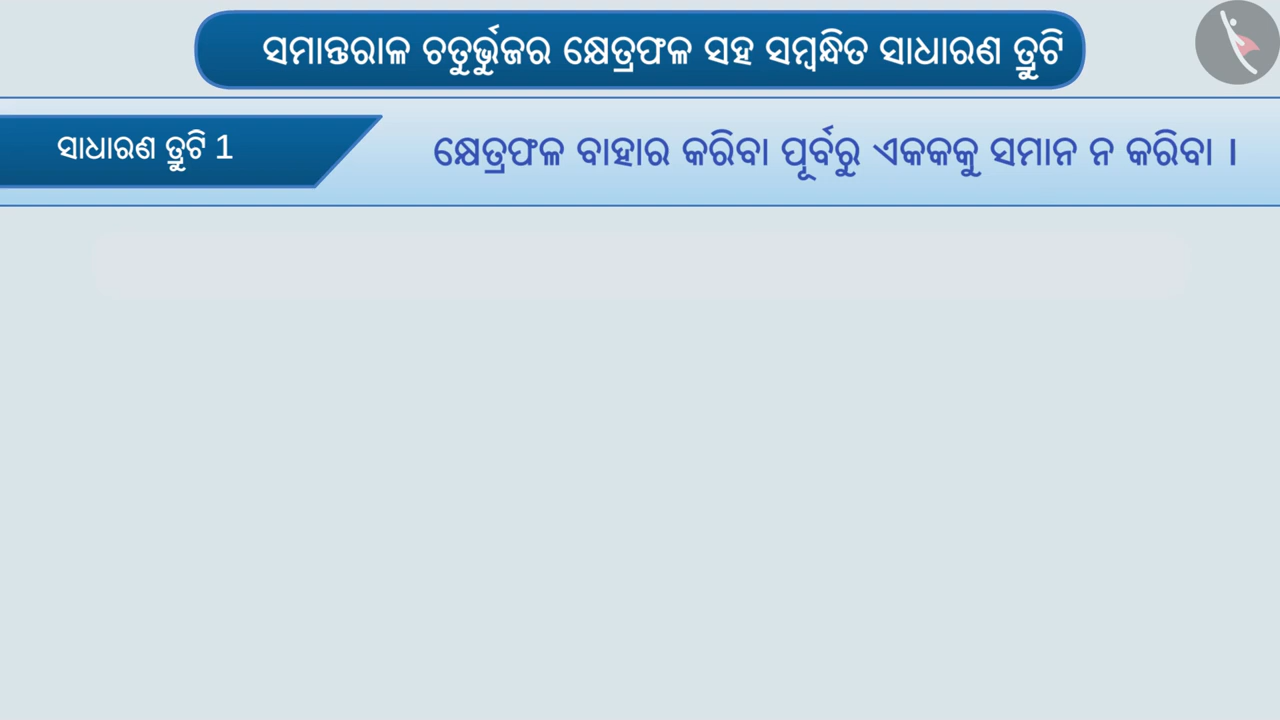 ସମାନ୍ତରାଳ ଚତୁର୍ଭୁଜର କ୍ଷେତ୍ରଫଳ ସହ ସମ୍ବନ୍ଧିତ ସାଧାରଣ ତ୍ରୁଟି
ସାଧାରଣ ତ୍ରୁଟି 1
କ୍ଷେତ୍ରଫଳ ବାହାର କରିବା ପୂର୍ବରୁ ଏକକକୁ ସମାନ ନ କରିବା ।